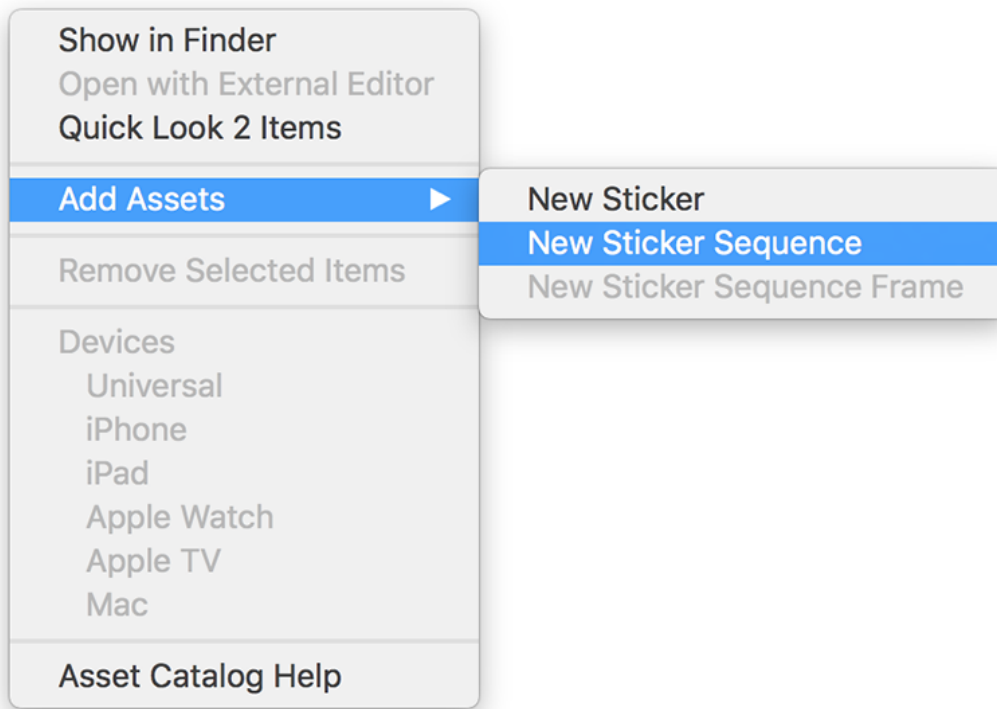 Show in Finder
Open with External Editor
Quick Look 2 Items
Add Assets
New Sticker
New Sticker Sequence
New Sticker Sequence Frame
Remove Selected Items
Devices
Universal
iPhone
iPad
Apple Watch
Apple TV
Mac
Asset Catalog Help